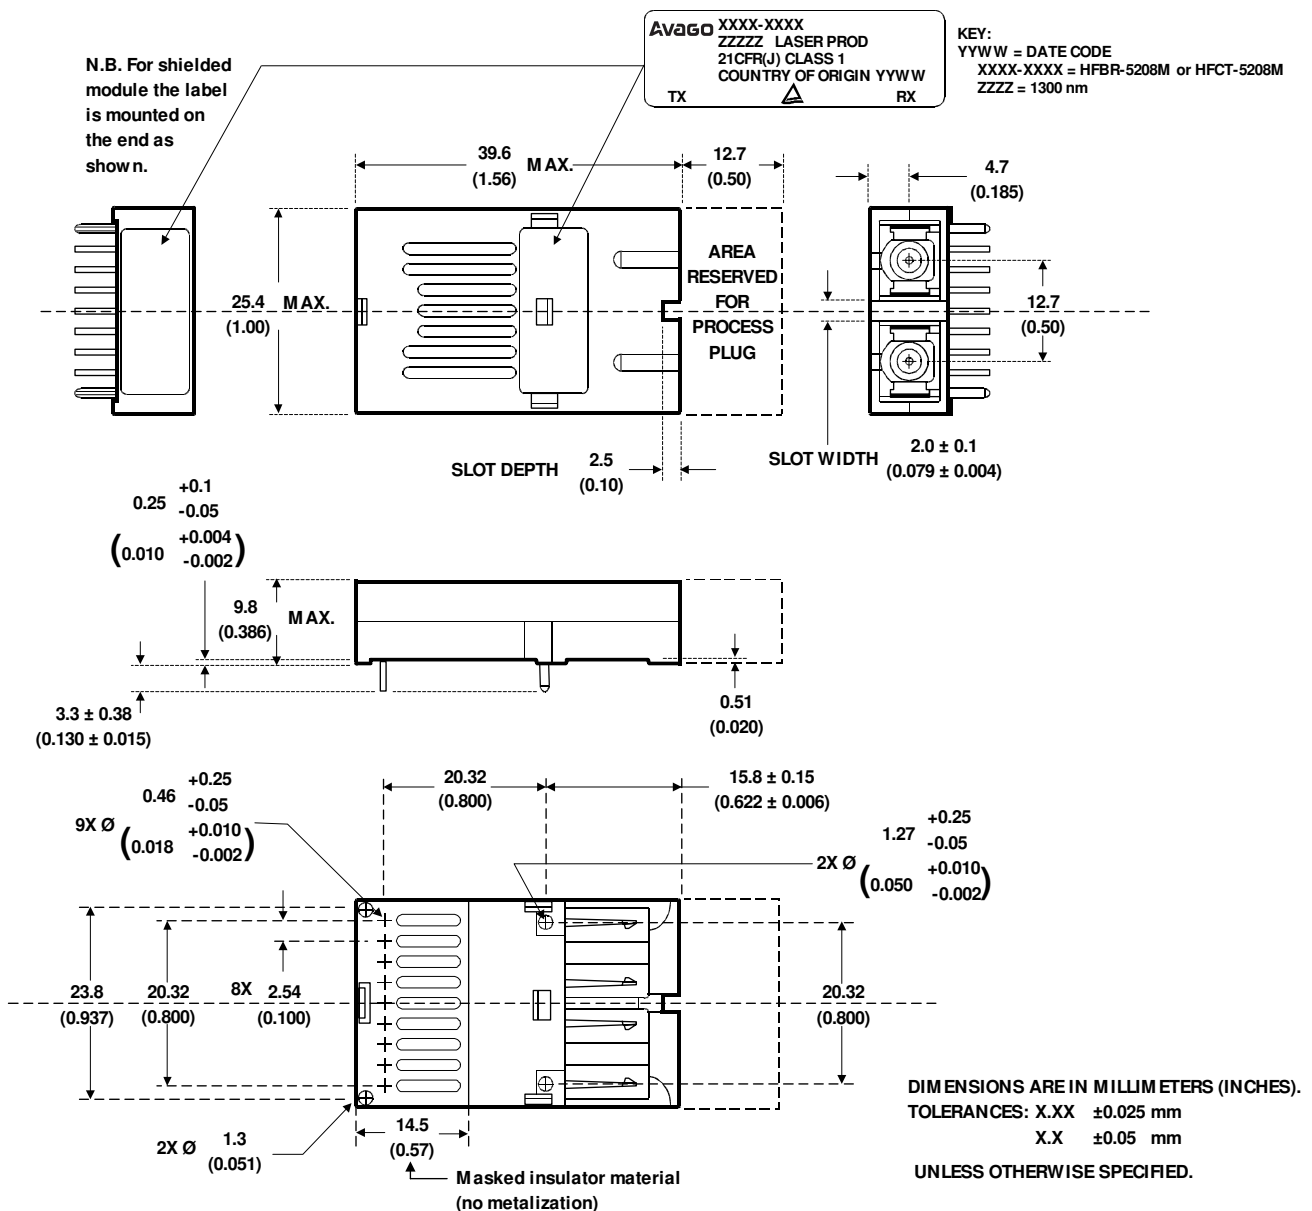 Avago XXXX-XXXX
ZZZZZ LASER PROD
21CFR(J) CLASS 1
COUNTRY OF ORIGIN YYWW
TX RX
KEY:
YYWW = DATE CODE
XXXX-XXXX = HFBR-5208M or HFCT-5208M
ZZZZ = 1300 nm
N.B. For shielded
module the label
is mounted on
the end as
shown.
39.6 MAX.
(1.56)
12.7
(0.50)
4.7
(0.185)
25.4 MAX.
(1.00)
AREA
RESERVED
FOR
PROCESS
PLUG
12.7
(0.50)
SLOT DEPTH 2.5
(0.10)
SLOT WIDTH 2.0 ± 0.1
(0.079 ± 0.004)
0.25 +0.1
-0.05
(0.010 +0.004
-0.002)
9.8 MAX.
(0.386)
3.3 ± 0.38
(0.130 ± 0.015)
0.51
(0.020)
20.32
(0.800)
15.8 ± 0.15
(0.622 ± 0.006)
9X Ø 0.46 +0.25
-0.05
(0.018 +0.010
-0.002)
2X Ø 1.27 +0.25
-0.05
(0.050 +0.010
-0.002)
23.8
(0.937)
20.32
(0.800)
8X 2.54
(0.100)
20.32
(0.800)
2X Ø 1.3
(0.051)
14.5
(0.57)
Masked insulator material
(no metalization)
DIMENSIONS ARE IN MILLIMETERS (INCHES).
TOLERANCES: X.XX ±0.025 mm
X.X ±0.05 mm
UNLESS OTHERWISE SPECIFIED.